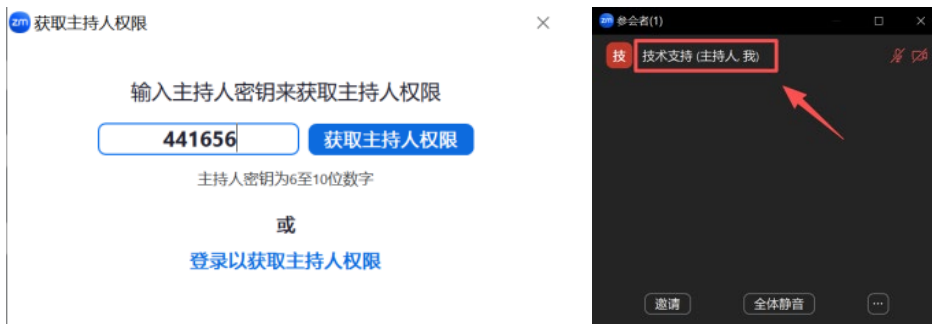 zm 获取主持人权限
输入主持人密钥来获取主持人权限
441656 获取主持人权限
主持人密钥为6至10位数字
或
登录以获取主持人权限
zm 参会者(1)
技 技术支持 (主持人, 我)
邀请 全体静音 ...